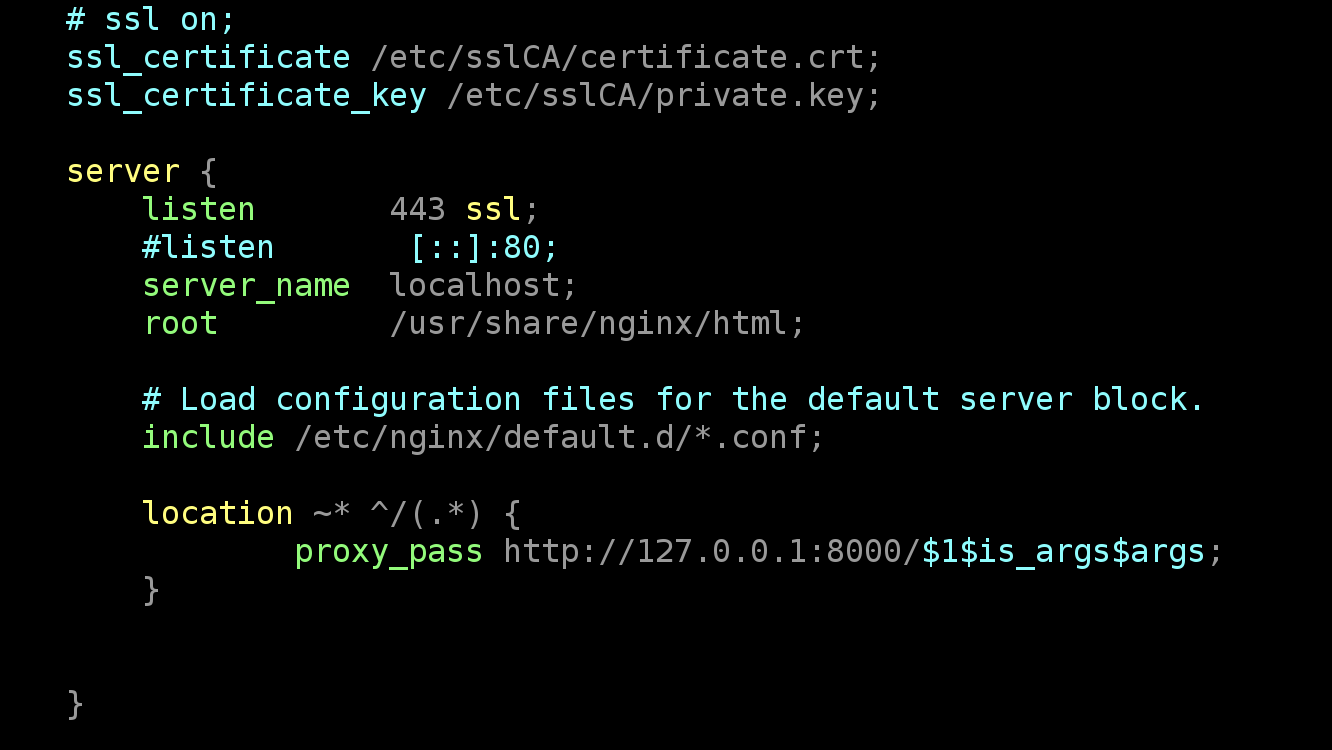 # ssl on;
ssl_certificate /etc/sslCA/certificate.crt;
ssl_certificate_key /etc/sslCA/private.key;
server {
listen       443 ssl;
#listen       [::]:80;
server_name  localhost;
root         /usr/share/nginx/html;
# Load configuration files for the default server block.
include /etc/nginx/default.d/*.conf;
location ~* ^/(.*) {
proxy_pass http://127.0.0.1:8000/$1$is_args$args;
}
}